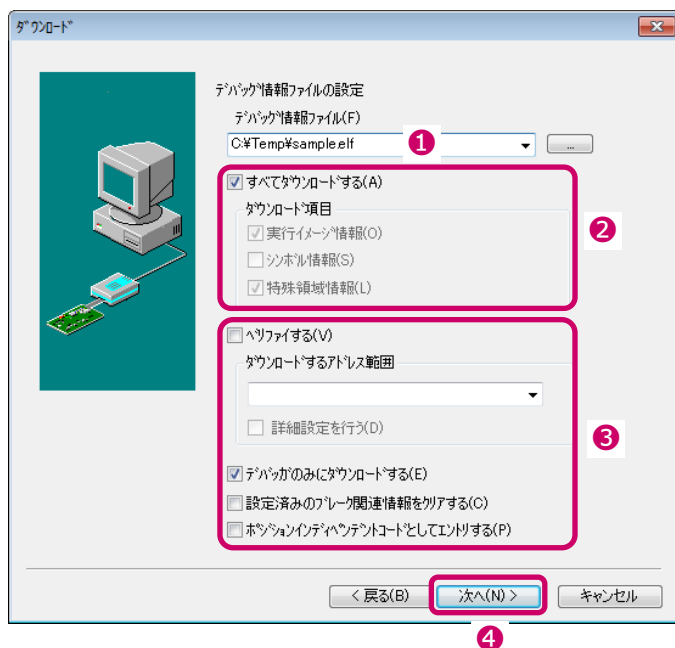 ダウンロード
デバッグ情報ファイルの設定
デバッグ情報ファイル(F)
C:¥Temp¥sample.elf
❶
...
すべてダウンロードする(A)
ダウンロード項目
実行イメージ情報(O)
❷
シンボル情報(S)
特殊領域情報(L)
ベリファイする(V)
ダウンロードするアドレス範囲
詳細設定を行う(D)
❸
デバッガのみにダウンロードする(E)
設定済みのブレーク関連情報をクリアする(C)
ポジションインディペンデントコードとしてエントリする(P)
< 戻る(B)
次へ(N) >
キャンセル
❹